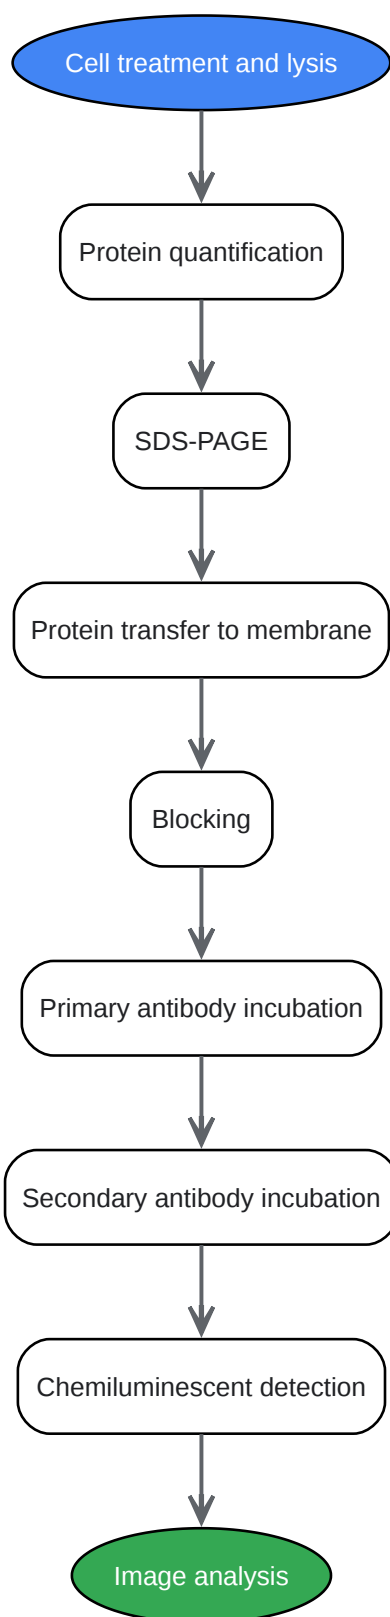 Cell treatment and lysis
Protein quantification
SDS-PAGE
Protein transfer to membrane
Blocking
Primary antibody incubation
Secondary antibody incubation
Chemiluminescent detection
Image analysis